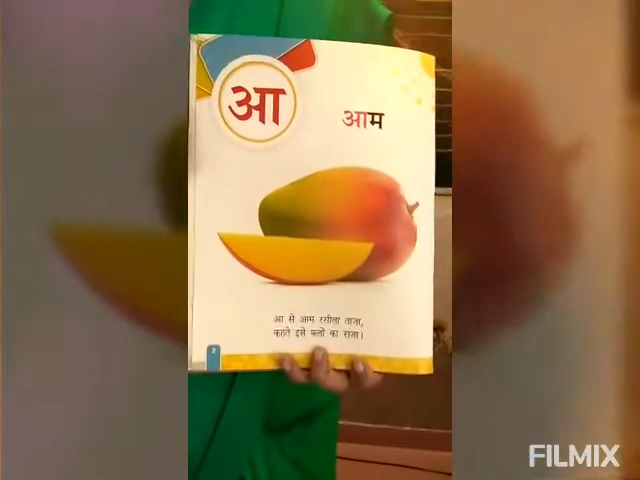 आ
आम
आ से आम रसीला ताज़ा,
कहते इसे फलों का राजा।
FILMIX